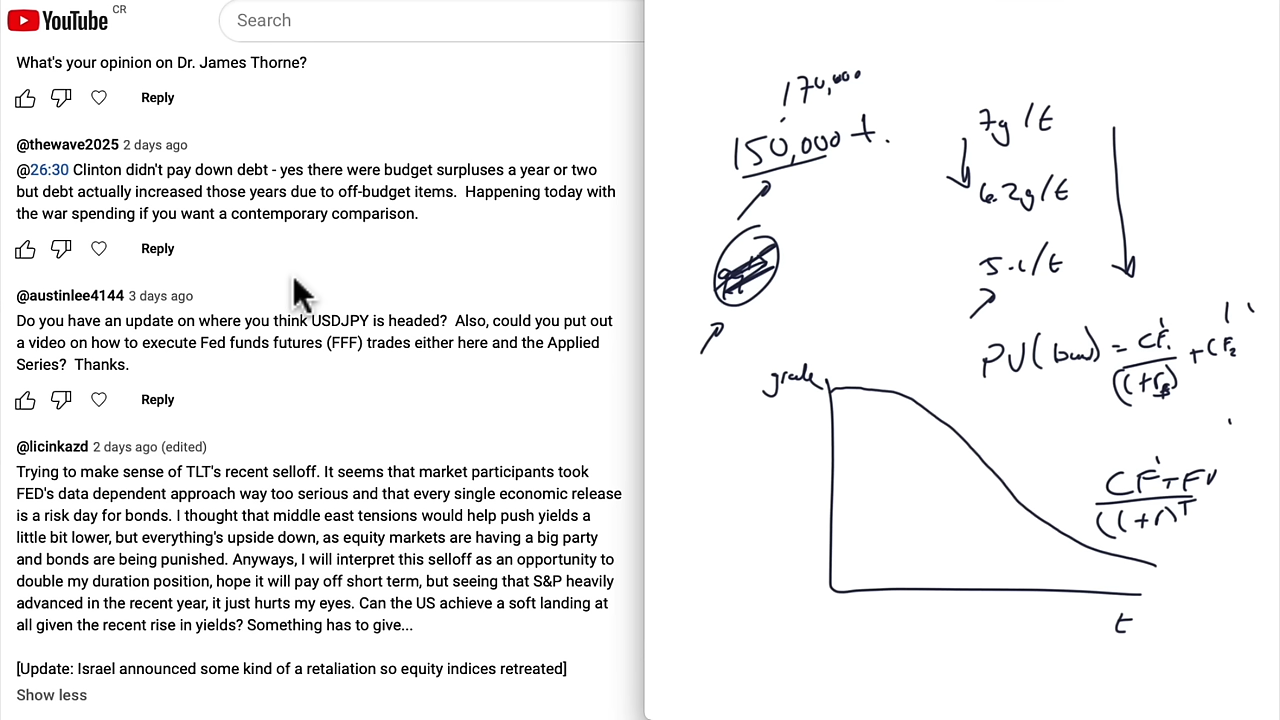 YouTube CR
Search
What's your opinion on Dr. James Thorne?
Reply
@thewave2025 2 days ago
@26:30 Clinton didn't pay down debt - yes there were budget surpluses a year or two
but debt actually increased those years due to off-budget items. Happening today with
the war spending if you want a contemporary comparison.
Reply
@austinlee4144 3 days ago
Do you have an update on where you think USDJPY is headed? Also, could you put out
a video on how to execute Fed funds futures (FFF) trades either here and the Applied
Series? Thanks.
Reply
@licinkazd 2 days ago (edited)
Trying to make sense of TLT's recent selloff. It seems that market participants took
FED's data dependent approach way too serious and that every single economic release
is a risk day for bonds. I thought that middle east tensions would help push yields a
little bit lower, but everything's upside down, as equity markets are having a big party
and bonds are being punished. Anyways, I will interpret this selloff as an opportunity to
double my duration position, hope it will pay off short term, but seeing that S&P heavily
advanced in the recent year, it just hurts my eyes. Can the US achieve a soft landing at
all given the recent rise in yields? Something has to give...
[Update: Israel announced some kind of a retaliation so equity indices retreated]
Show less
170,000
150,000 t.
7g/t
6.2g/t
grade
t